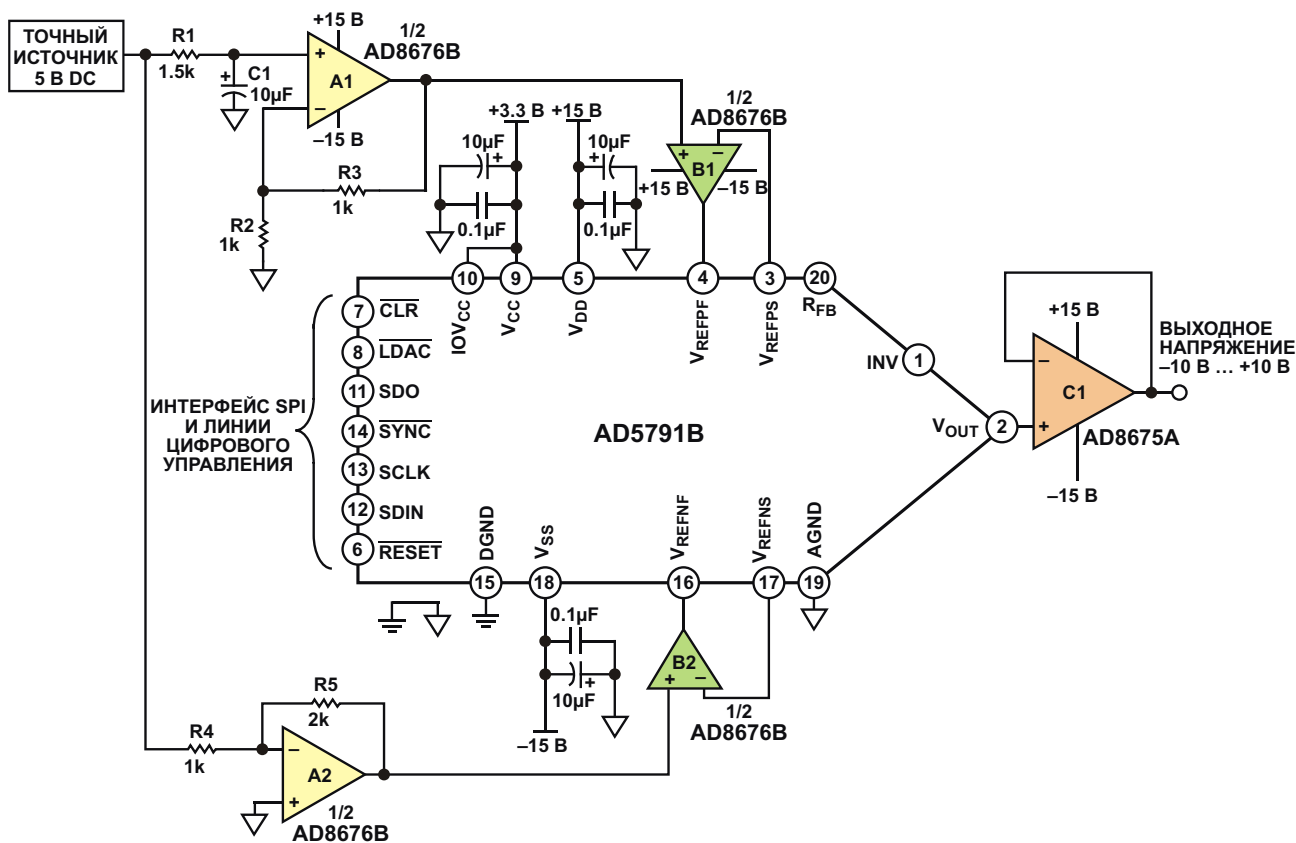 ТОЧНЫЙ
ИСТОЧНИК
5 В DC
R1
1.5k
C1
10µF
+15 В
1/2
AD8676B
A1
+
–
–15 В
R3
1k
R2
1k
+3.3 В
10µF
+
0.1µF
+15 В
10µF
+
0.1µF
1/2
AD8676B
+
–
B1
+15 В
–15 В
10
9
5
4
3
20
IOVCC
VCC
VDD
VREFPF
VREFPS
RFB
ИНТЕРФЕЙС SPI
И ЛИНИИ
ЦИФРОВОГО
УПРАВЛЕНИЯ
7
CLR
8
LDAC
11
SDO
14
SYNC
13
SCLK
12
SDIN
6
RESET
AD5791B
INV
1
VOUT
2
+15 В
–
+
C1
AD8675A
–15 В
ВЫХОДНОЕ
НАПРЯЖЕНИЕ
–10 В ... +10 В
DGND
VSS
VREFNF
VREFNS
AGND
15
18
16
17
19
0.1µF
10µF
+
–15 В
B2
+
–
1/2
AD8676B
R4
1k
R5
2k
–
+
A2
1/2
AD8676B